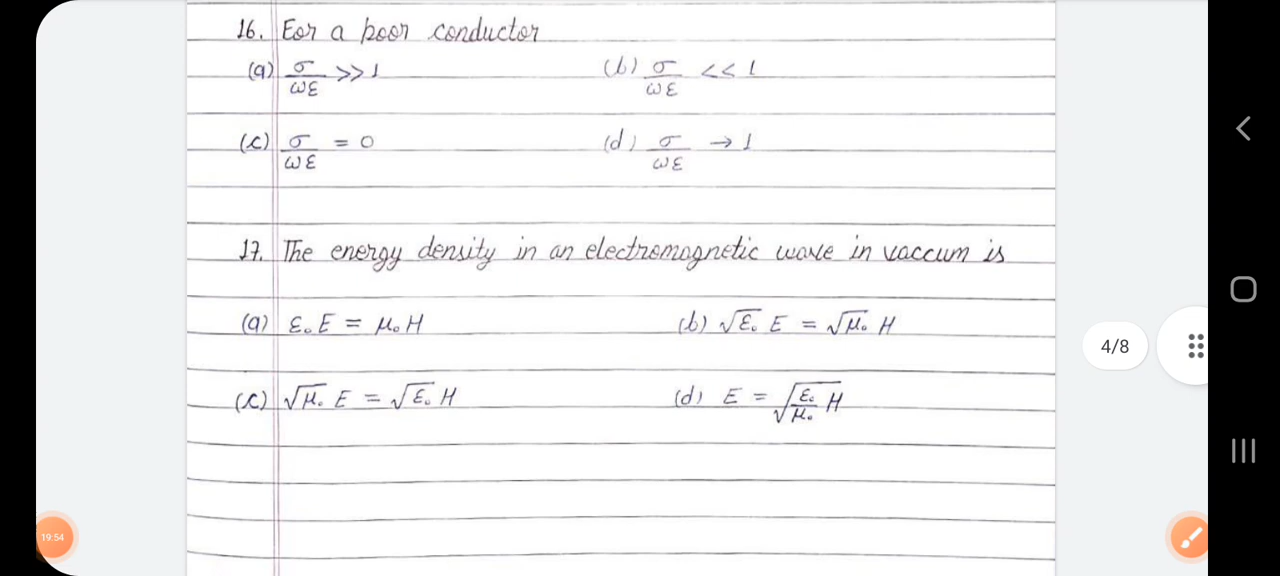 16. For a poor conductor
(a) σ/ωε >> 1 (b) σ/ωε << 1
(c) σ/ωε = 0 (d) σ/ωε → 1
17. The energy density in an electromagnetic wave in vaccum is
(a) ε₀E = μ₀H (b) √ε₀ E = √μ₀ H
4/8
(c) √μ₀ E = √ε₀ H (d) E = √(ε₀/μ₀ H)
19:54